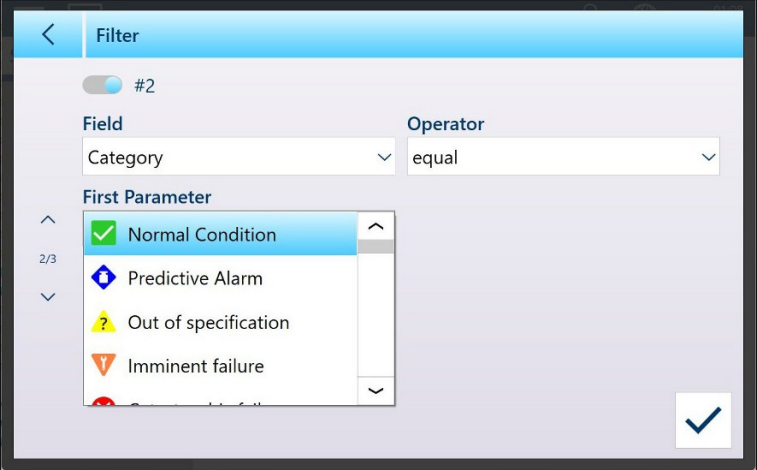 Filter
#2
Field
Operator
Category
equal
First Parameter
Normal Condition
2/3
Predictive Alarm
Out of specification
Imminent failure